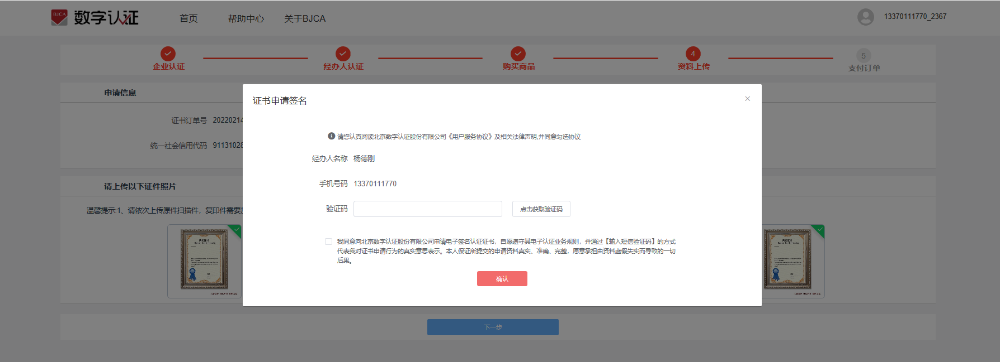 BJCA 数字认证 首页 帮助中心 关于BJCA 13370111770_2367
4 5
企业认证 经办人认证 购买商品 资料上传 支付订单
申请信息
证书订单号 20220214
统一社会信用代码 91131028
请上传以下证件照片
温馨提示:1、请依次上传原件扫描件，复印件需要加
证书申请签名
请您认真阅读北京数字认证股份有限公司《用户服务协议》及相关法律声明,并同意勾选协议
经办人名称 杨德刚
手机号码 13370111770
验证码 点击获取验证码
我同意向北京数字认证股份有限公司申请电子签名认证证书，自愿遵守其电子认证业务规则，并通过【输入短信验证码】的方式
代表我对证书申请行为的真实意思表示。本人保证所提交的申请资料真实、准确、完整，愿意承担由资料虚假失实而导致的一切
后果。
确认
下一步